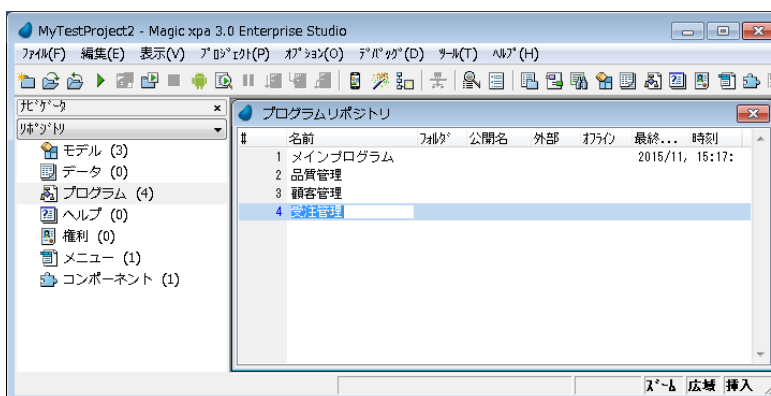 MyTestProject2 - Magic xpa 3.0 Enterprise Studio
ﾌｧｲﾙ(F) 編集(E) 表示(V) ﾌﾟﾛｼﾞｪｸﾄ(P) ｵﾌﾟｼｮﾝ(O) ﾃﾞﾊﾞｯｸﾞ(D) ﾂｰﾙ(T) ﾍﾙﾌﾟ(H)
ﾅﾋﾞｹﾞｰﾀ
ﾘﾎﾟｼﾞﾄﾘ
モデル (3)
データ (0)
プログラム (4)
ヘルプ (0)
権利 (0)
メニュー (1)
コンポーネント (1)
プログラムリポジトリ
# 名前 ﾌｫﾙﾀﾞ 公開名 外部 ｵﾌﾗｲﾝ 最終... 時刻
1 メインプログラム 2015/11, 15:17:
2 品質管理
3 顧客管理
4 受注管理
ｽﾞｰﾑ 広域 挿入